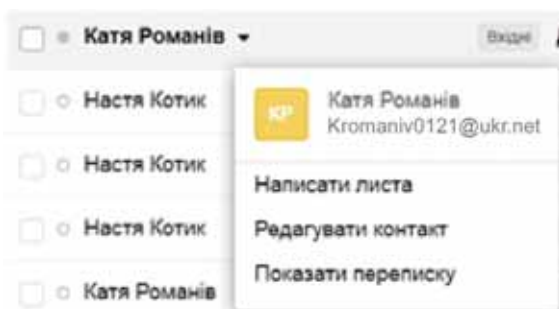 Катя Романів
Вхідні
Настя Котик
Настя Котик
Настя Котик
Катя Романів
КР
Катя Романів
Kromaniv0121@ukr.net
Написати листа
Редагувати контакт
Показати переписку